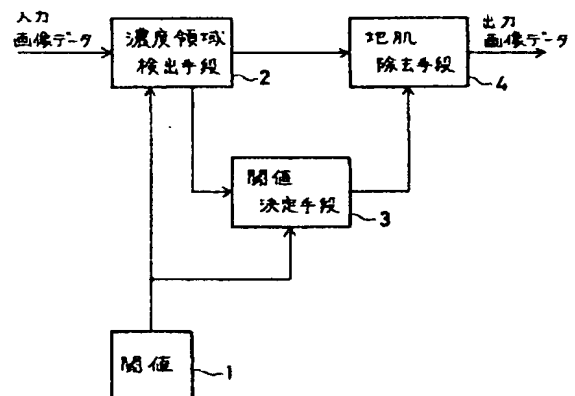 入力
画像データ
濃度領域
検出手段
2
地肌
除去手段
4
出力
画像データ
閾値
決定手段
3
閾値
1